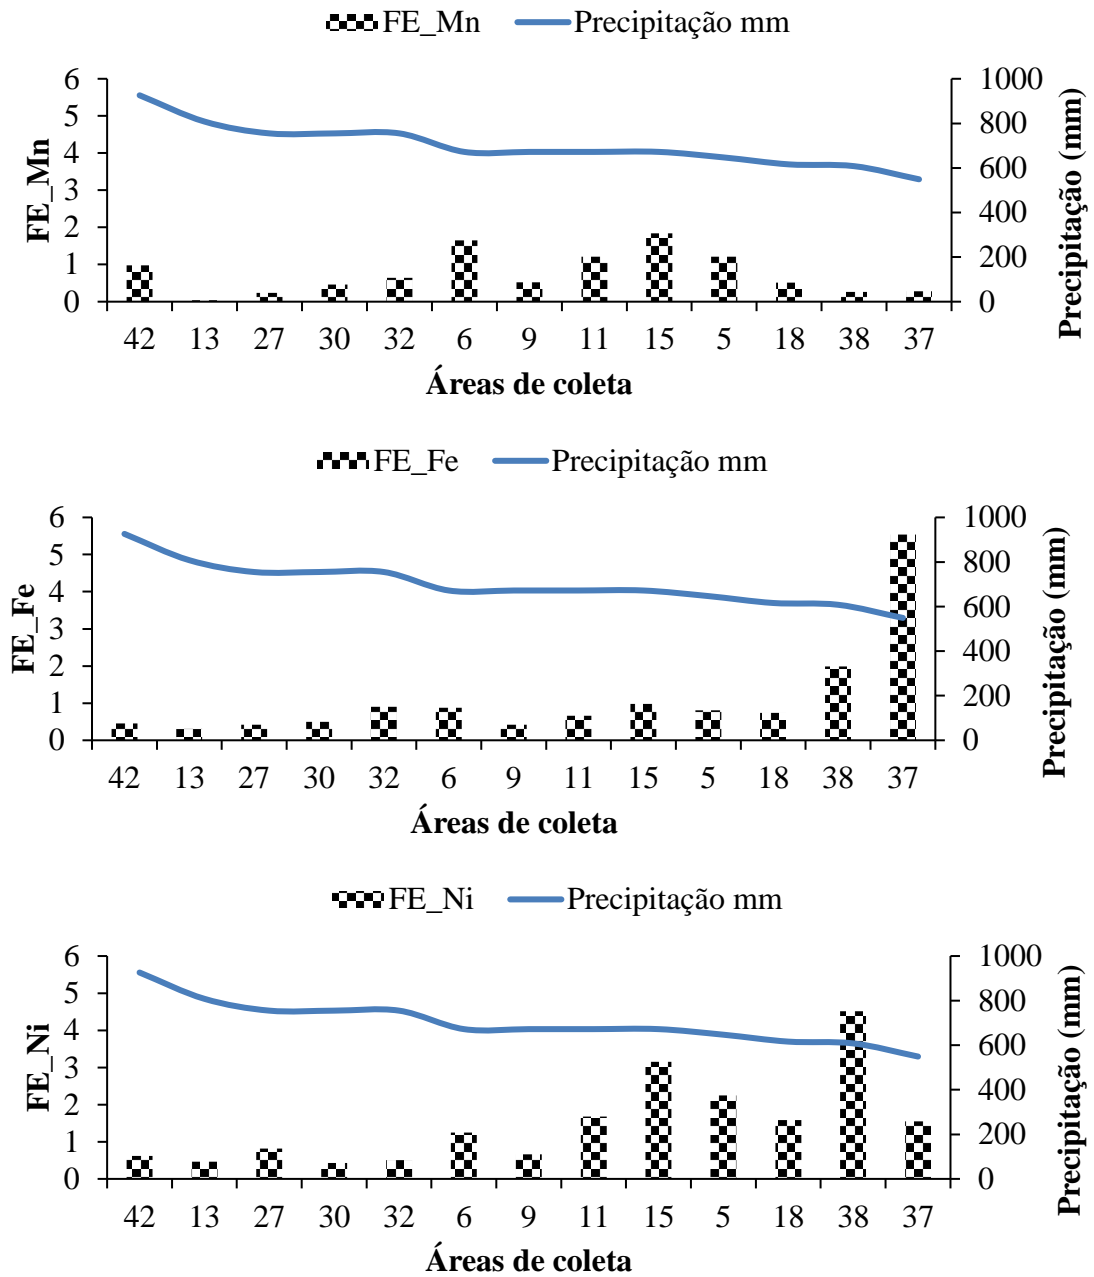 FE_Mn Precipitação mm
6 1000
5 800
4 600
3 400
2 200
1 0
0
FE_Mn
Precipitação (mm)
42 13 27 30 32 6 9 11 15 5 18 38 37
Áreas de coleta
FE_Fe Precipitação mm
6 1000
5 800
4 600
3 400
2 200
1 0
0
FE_Fe
Precipitação (mm)
42 13 27 30 32 6 9 11 15 5 18 38 37
Áreas de coleta
FE_Ni Precipitação mm
6 1000
5 800
4 600
3 400
2 200
1 0
0
FE_Ni
Precipitação (mm)
42 13 27 30 32 6 9 11 15 5 18 38 37
Áreas de coleta